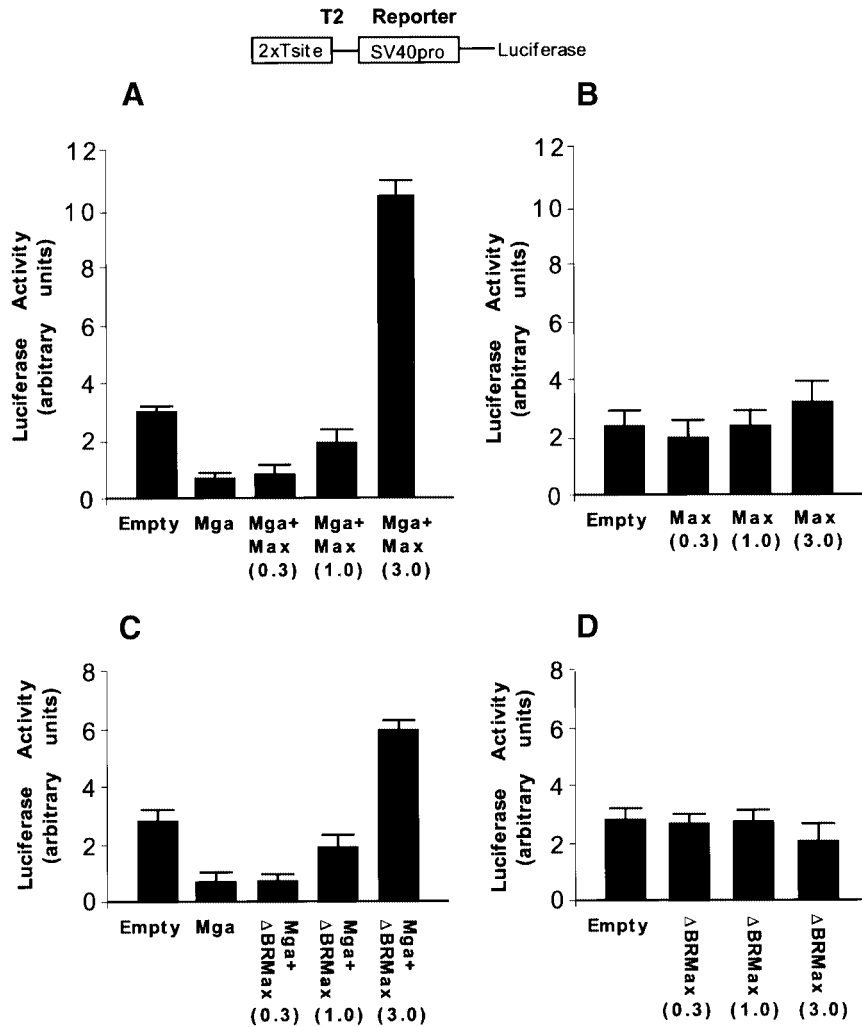 T2 Reporter
2xTsite
SV40pro
Luciferase
A
Luciferase Activity
(arbitrary units)
12
10
8
6
4
2
0
Empty
Mga
Mga+
Max
(0.3)
Mga+
Max
(1.0)
Mga+
Max
(3.0)
B
Luciferase Activity
(arbitrary units)
12
10
8
6
4
2
0
Empty
Max
(0.3)
Max
(1.0)
Max
(3.0)
C
Luciferase Activity
(arbitrary units)
8
6
4
2
0
Empty
Mga
Mga+
ΔBRMax
(0.3)
Mga+
ΔBRMax
(1.0)
Mga+
ΔBRMax
(3.0)
D
Luciferase Activity
(arbitrary units)
8
6
4
2
0
Empty
ΔBRMax
(0.3)
ΔBRMax
(1.0)
ΔBRMax
(3.0)